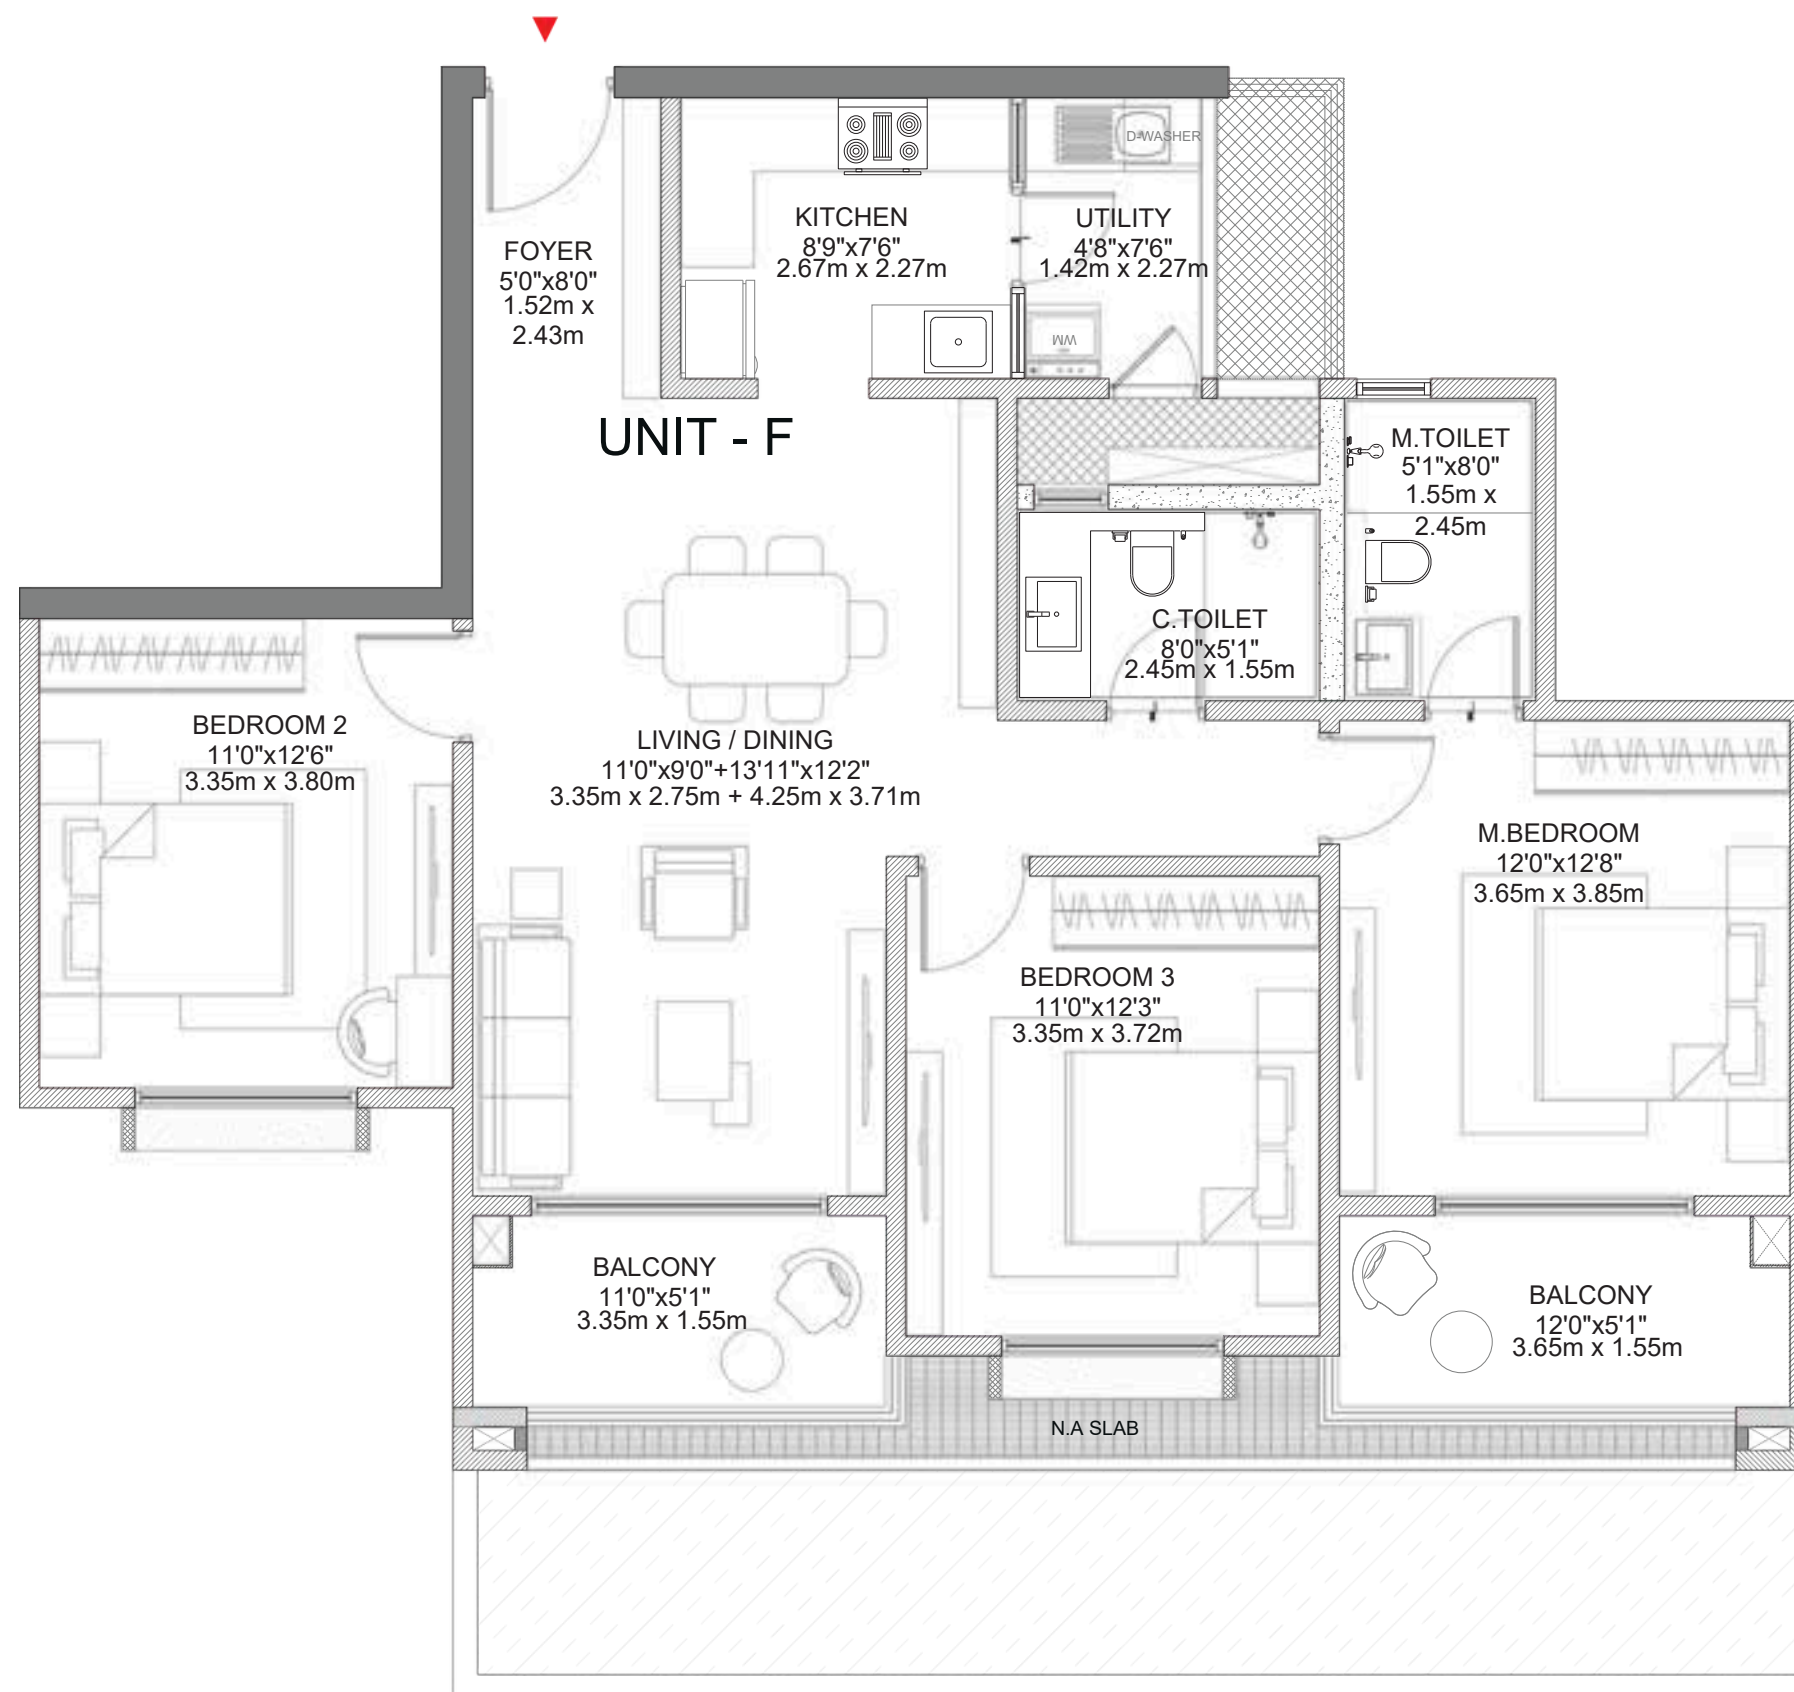 D-WASHER
KITCHEN
8'9"x7'6"
2.67m x 2.27m
UTILITY
4'8"x7'6"
1.42m x 2.27m
FOYER
5'0"x8'0"
1.52m x
2.43m
WM
UNIT - F
M.TOILET
5'1"x8'0"
1.55m x
2.45m
C.TOILET
8'0"x5'1"
2.45m x 1.55m
BEDROOM 2
11'0"x12'6"
3.35m x 3.80m
LIVING / DINING
11'0"x9'0"+13'11"x12'2"
3.35m x 2.75m + 4.25m x 3.71m
M.BEDROOM
12'0"x12'8"
3.65m x 3.85m
BEDROOM 3
11'0"x12'3"
3.35m x 3.72m
BALCONY
11'0"x5'1"
3.35m x 1.55m
BALCONY
12'0"x5'1"
3.65m x 1.55m
N.A SLAB